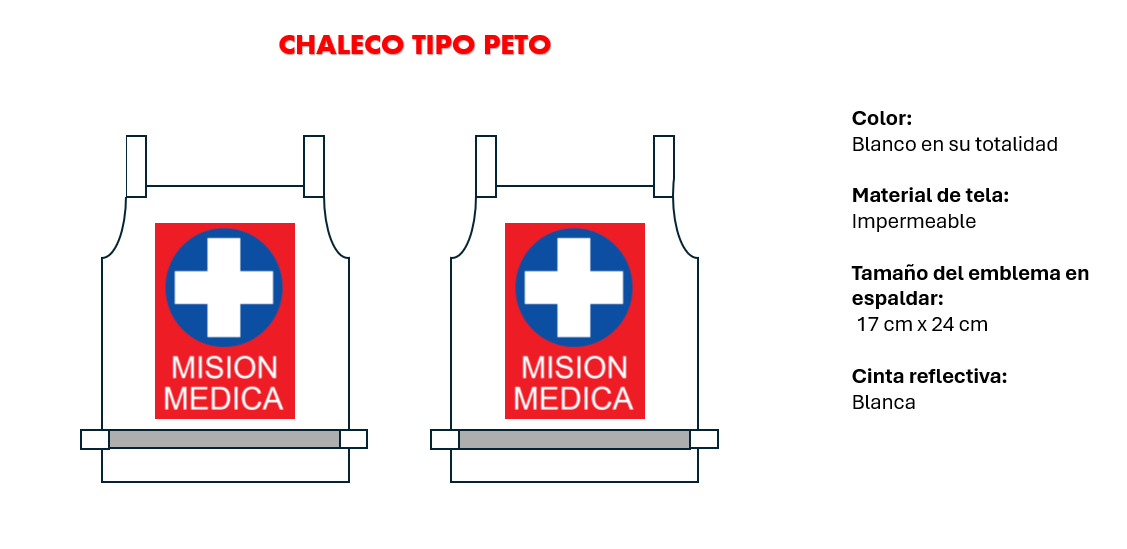 CHALECO TIPO PETO
MISION
MEDICA
MISION
MEDICA
Color:
Blanco en su totalidad
Material de tela:
Impermeable
Tamaño del emblema en
espaldar:
17 cm x 24 cm
Cinta reflectiva:
Blanca